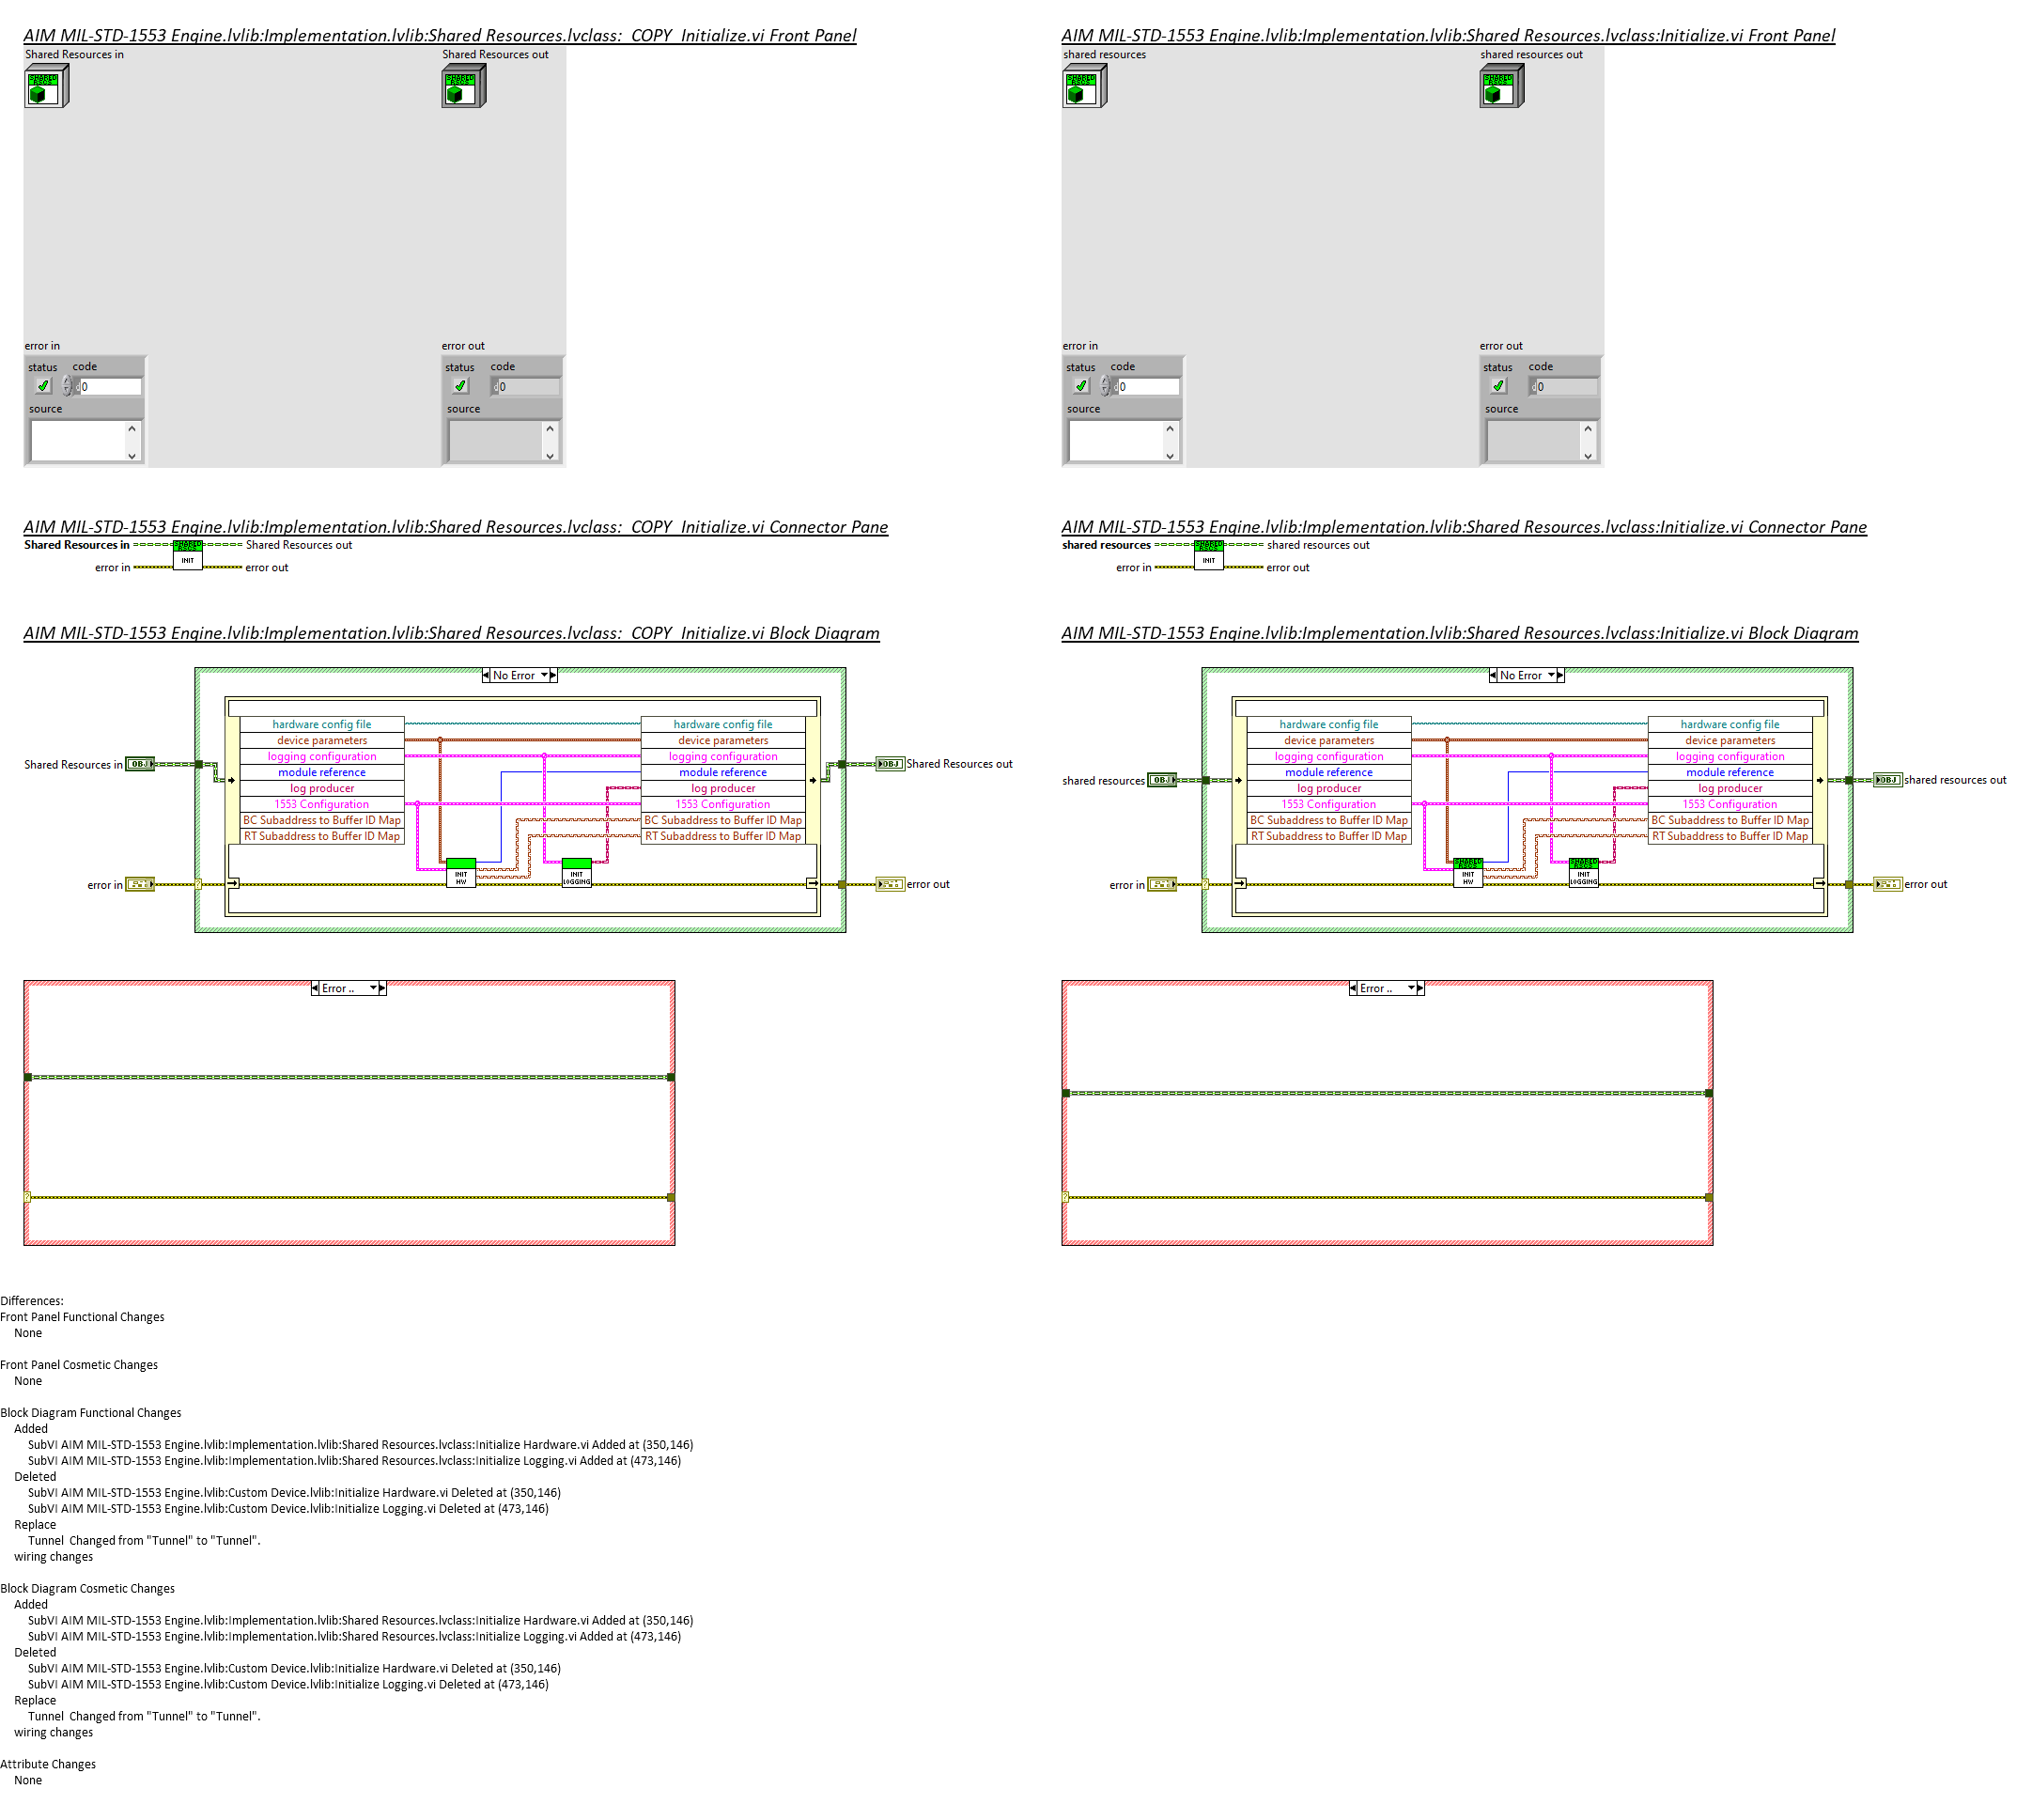 AIM MIL-STD-1553 Engine.lvlib:Implementation.lvlib:Shared Resources.lvclass:  COPY  Initialize.vi Front Panel
Shared Resources in
Shared Resources out
SHARED
RSCS
SHARED
RSCS
error in
error out
status code
status code
0
0
source
source
AIM MIL-STD-1553 Engine.lvlib:Implementation.lvlib:Shared Resources.lvclass:Initialize.vi Front Panel
shared resources
shared resources out
SHARED
RSCS
SHARED
RSCS
error in
error out
status code
status code
0
0
source
source
AIM MIL-STD-1553 Engine.lvlib:Implementation.lvlib:Shared Resources.lvclass:  COPY  Initialize.vi Connector Pane
Shared Resources in
SHARED
RSCS
INIT
Shared Resources out
error in
error out
AIM MIL-STD-1553 Engine.lvlib:Implementation.lvlib:Shared Resources.lvclass:Initialize.vi Connector Pane
shared resources
SHARED
RSCS
INIT
shared resources out
error in
error out
AIM MIL-STD-1553 Engine.lvlib:Implementation.lvlib:Shared Resources.lvclass:  COPY  Initialize.vi Block Diagram
No Error
hardware config file
hardware config file
device parameters
device parameters
logging configuration
logging configuration
Shared Resources in
OBJ
module reference
module reference
OBJ
Shared Resources out
log producer
log producer
1553 Configuration
1553 Configuration
BC Subaddress to Buffer ID Map
BC Subaddress to Buffer ID Map
RT Subaddress to Buffer ID Map
RT Subaddress to Buffer ID Map
INIT
HW
INIT
LOGGING
error in
?
error out
Error ..
?
AIM MIL-STD-1553 Engine.lvlib:Implementation.lvlib:Shared Resources.lvclass:Initialize.vi Block Diagram
No Error
hardware config file
hardware config file
device parameters
device parameters
logging configuration
logging configuration
module reference
module reference
shared resources
OBJ
OBJ
shared resources out
log producer
log producer
1553 Configuration
1553 Configuration
BC Subaddress to Buffer ID Map
BC Subaddress to Buffer ID Map
RT Subaddress to Buffer ID Map
RT Subaddress to Buffer ID Map
SHARED
RSCS
INIT
HW
SHARED
RSCS
INIT
LOGGING
error in
?
error out
Error ..
?
Differences:
Front Panel Functional Changes
None
Front Panel Cosmetic Changes
None
Block Diagram Functional Changes
Added
SubVI AIM MIL-STD-1553 Engine.lvlib:Implementation.lvlib:Shared Resources.lvclass:Initialize Hardware.vi Added at (350,146)
SubVI AIM MIL-STD-1553 Engine.lvlib:Implementation.lvlib:Shared Resources.lvclass:Initialize Logging.vi Added at (473,146)
Deleted
SubVI AIM MIL-STD-1553 Engine.lvlib:Custom Device.lvlib:Initialize Hardware.vi Deleted at (350,146)
SubVI AIM MIL-STD-1553 Engine.lvlib:Custom Device.lvlib:Initialize Logging.vi Deleted at (473,146)
Replace
Tunnel  Changed from "Tunnel" to "Tunnel".
wiring changes
Block Diagram Cosmetic Changes
Added
SubVI AIM MIL-STD-1553 Engine.lvlib:Implementation.lvlib:Shared Resources.lvclass:Initialize Hardware.vi Added at (350,146)
SubVI AIM MIL-STD-1553 Engine.lvlib:Implementation.lvlib:Shared Resources.lvclass:Initialize Logging.vi Added at (473,146)
Deleted
SubVI AIM MIL-STD-1553 Engine.lvlib:Custom Device.lvlib:Initialize Hardware.vi Deleted at (350,146)
SubVI AIM MIL-STD-1553 Engine.lvlib:Custom Device.lvlib:Initialize Logging.vi Deleted at (473,146)
Replace
Tunnel  Changed from "Tunnel" to "Tunnel".
wiring changes
Attribute Changes
None